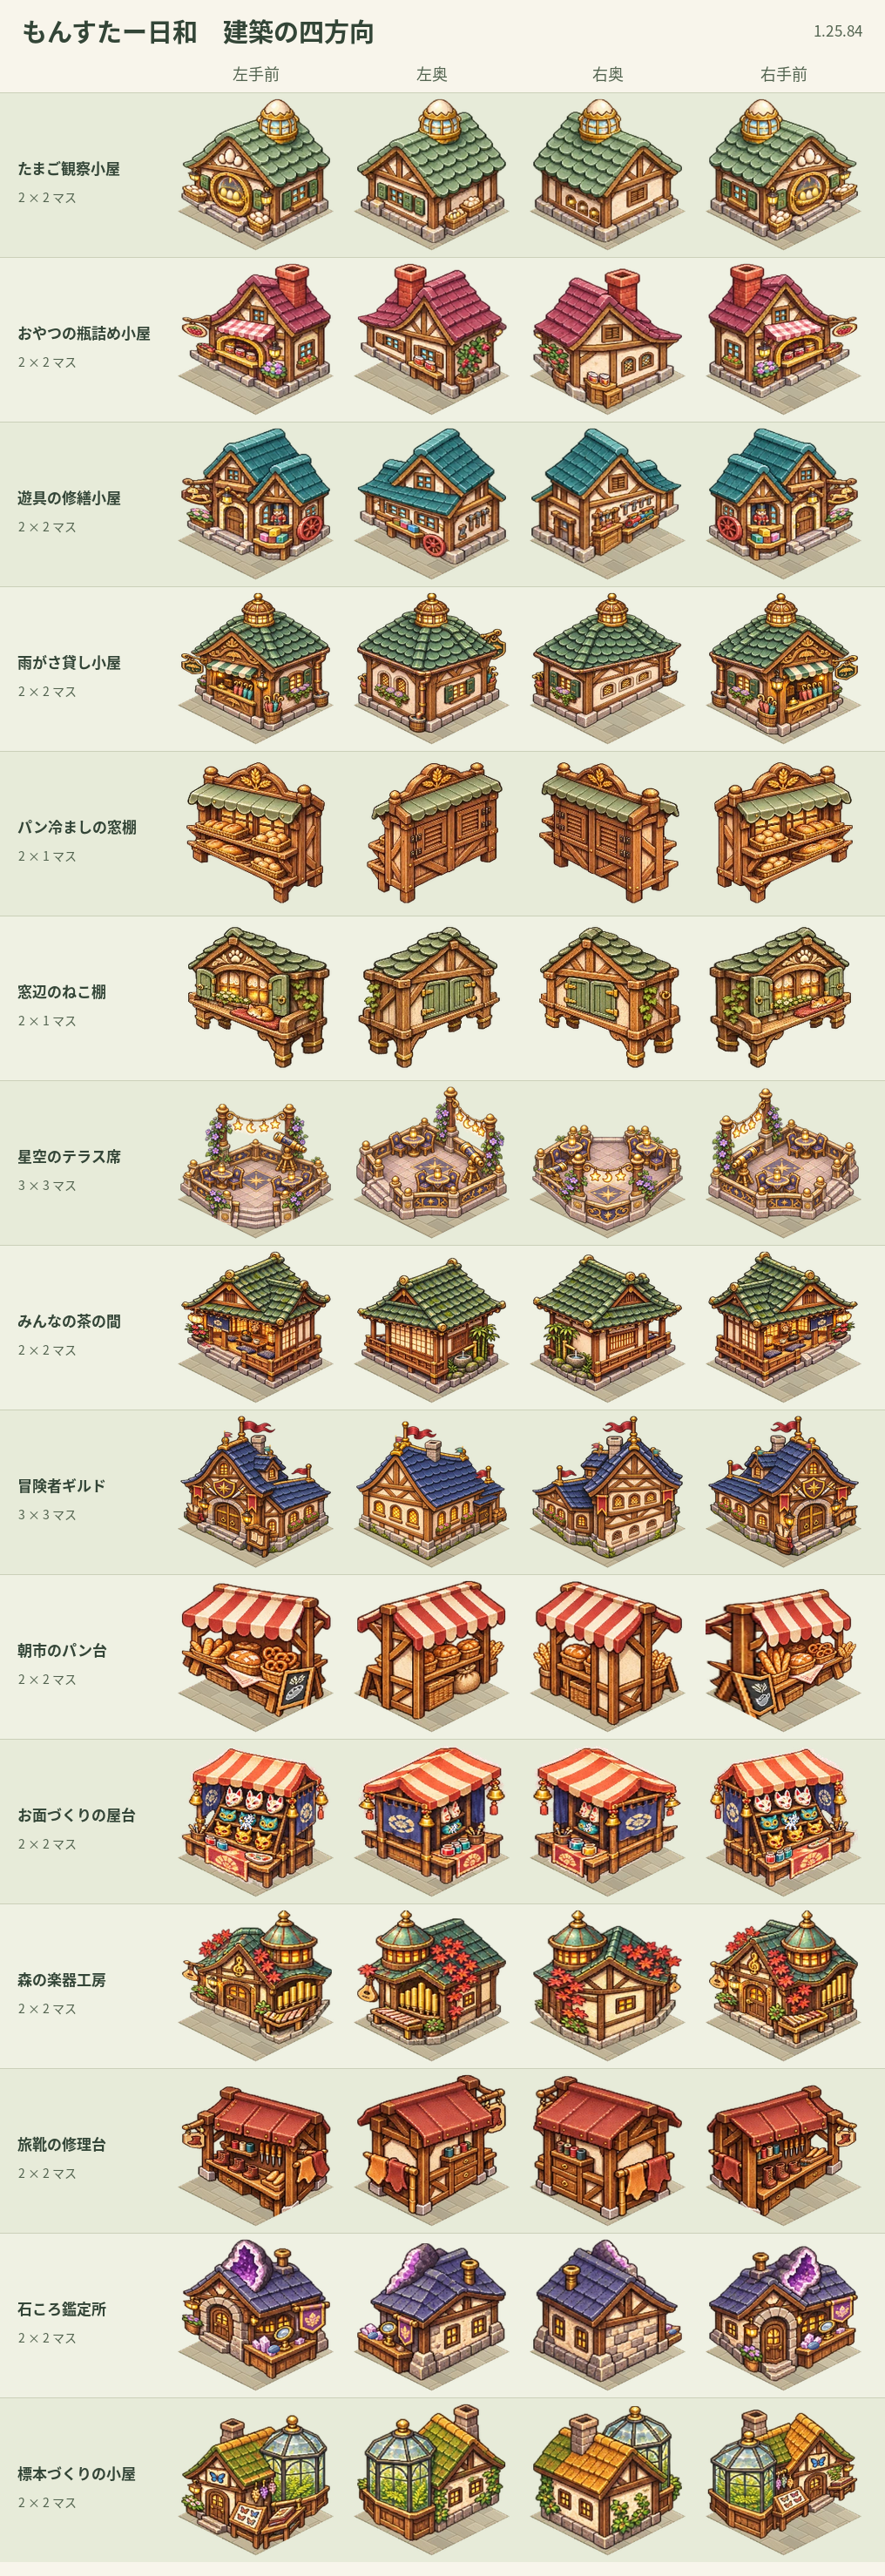 もんすたー日和　建築の四方向
1.25.84
左手前 左奥 右奥 右手前
たまご観察小屋
2 × 2 マス
おやつの瓶詰め小屋
2 × 2 マス
遊具の修繕小屋
2 × 2 マス
雨がさ貸し小屋
2 × 2 マス
パン冷ましの窓棚
2 × 1 マス
窓辺のねこ棚
2 × 1 マス
星空のテラス席
3 × 3 マス
みんなの茶の間
2 × 2 マス
冒険者ギルド
3 × 3 マス
朝市のパン台
2 × 2 マス
お面づくりの屋台
2 × 2 マス
森の楽器工房
2 × 2 マス
旅靴の修理台
2 × 2 マス
石ころ鑑定所
2 × 2 マス
標本づくりの小屋
2 × 2 マス